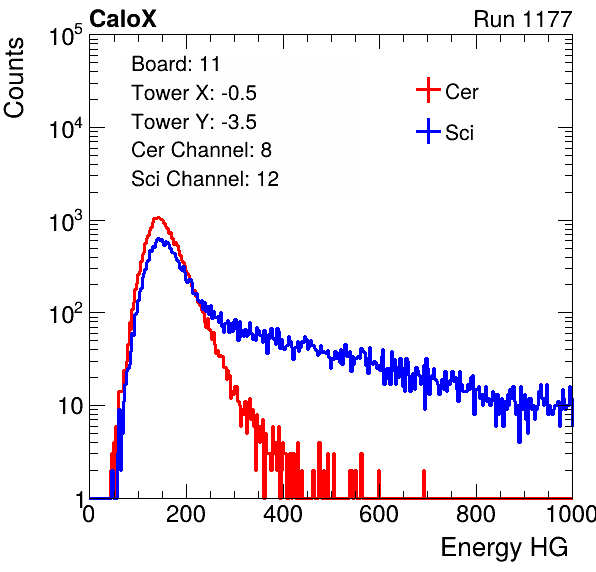 CaloX Run 1177
Counts
10^5
10^4
10^3
10^2
10
1
Board: 11
Tower X: -0.5
Tower Y: -3.5
Cer Channel: 8
Sci Channel: 12
Cer
Sci
0 200 400 600 800 1000
Energy HG